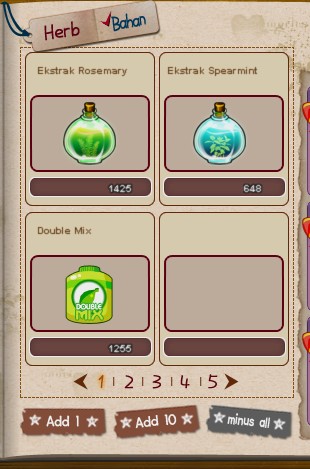 Herb Bahan
Ekstrak Rosemary Ekstrak Spearmint
1425 648
Double Mix
DOUBLE
MIX
1255
1 2 3 4 5
Add 1 Add 10 minus all